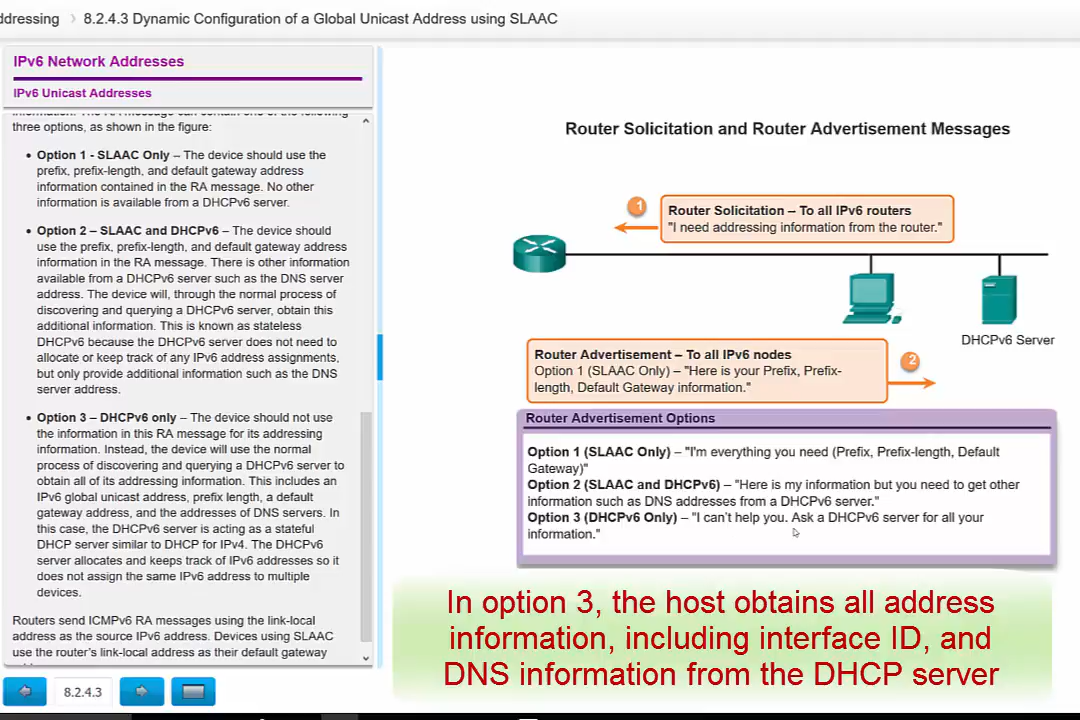 ddressing 〉 8.2.4.3 Dynamic Configuration of a Global Unicast Address using SLAAC
IPv6 Network Addresses
IPv6 Unicast Addresses
information. The RA message can contain one of the following
three options, as shown in the figure:
• Option 1 - SLAAC Only – The device should use the
prefix, prefix-length, and default gateway address
information contained in the RA message. No other
information is available from a DHCPv6 server.
• Option 2 – SLAAC and DHCPv6 – The device should
use the prefix, prefix-length, and default gateway address
information in the RA message. There is other information
available from a DHCPv6 server such as the DNS server
address. The device will, through the normal process of
discovering and querying a DHCPv6 server, obtain this
additional information. This is known as stateless
DHCPv6 because the DHCPv6 server does not need to
allocate or keep track of any IPv6 address assignments,
but only provide additional information such as the DNS
server address.
• Option 3 – DHCPv6 only – The device should not use
the information in this RA message for its addressing
information. Instead, the device will use the normal
process of discovering and querying a DHCPv6 server to
obtain all of its addressing information. This includes an
IPv6 global unicast address, prefix length, a default
gateway address, and the addresses of DNS servers. In
this case, the DHCPv6 server is acting as a stateful
DHCP server similar to DHCP for IPv4. The DHCPv6
server allocates and keeps track of IPv6 addresses so it
does not assign the same IPv6 address to multiple
devices.
Routers send ICMPv6 RA messages using the link-local
address as the source IPv6 address. Devices using SLAAC
use the router's link-local address as their default gateway
8.2.4.3
Router Solicitation and Router Advertisement Messages
1
Router Solicitation – To all IPv6 routers
"I need addressing information from the router."
DHCPv6 Server
Router Advertisement – To all IPv6 nodes
Option 1 (SLAAC Only) – "Here is your Prefix, Prefix-
length, Default Gateway information."
2
Router Advertisement Options
Option 1 (SLAAC Only) – "I'm everything you need (Prefix, Prefix-length, Default
Gateway)"
Option 2 (SLAAC and DHCPv6) – "Here is my information but you need to get other
information such as DNS addresses from a DHCPv6 server."
Option 3 (DHCPv6 Only) – "I can't help you. Ask a DHCPv6 server for all your
information."
In option 3, the host obtains all address
information, including interface ID, and
DNS information from the DHCP server